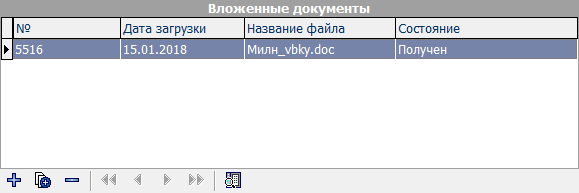 Вложенные документы
№ Дата загрузки Название файла Состояние
5516 15.01.2018 Милн_vbky.doc Получен